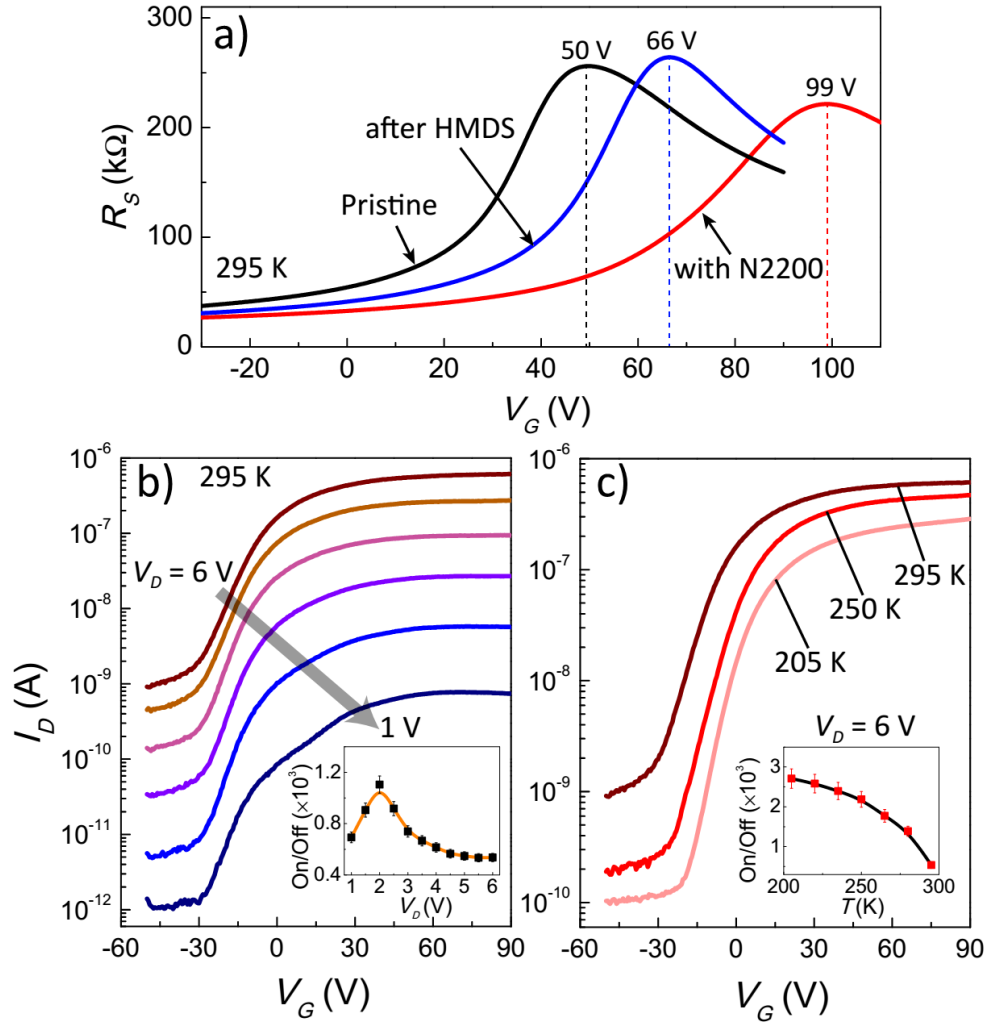 a)
50 V
66 V
99 V
after HMDS
Pristine
with N2200
295 K
R_S (kΩ)
300
200
100
0
-20 0 20 40 60 80 100
V_G (V)
b)
295 K
V_D = 6 V
1 V
I_D (A)
10^-6
10^-7
10^-8
10^-9
10^-10
10^-11
10^-12
-60 -30 0 30 60 90
V_G (V)
On/Off (×10³)
1.2
0.8
0.4
1 2 3 4 5 6
V_D (V)
c)
295 K
250 K
205 K
V_D = 6 V
10^-6
10^-7
10^-8
10^-9
10^-10
-60 -30 0 30 60 90
V_G (V)
On/Off (×10³)
3
2
1
200 250 300
T(K)